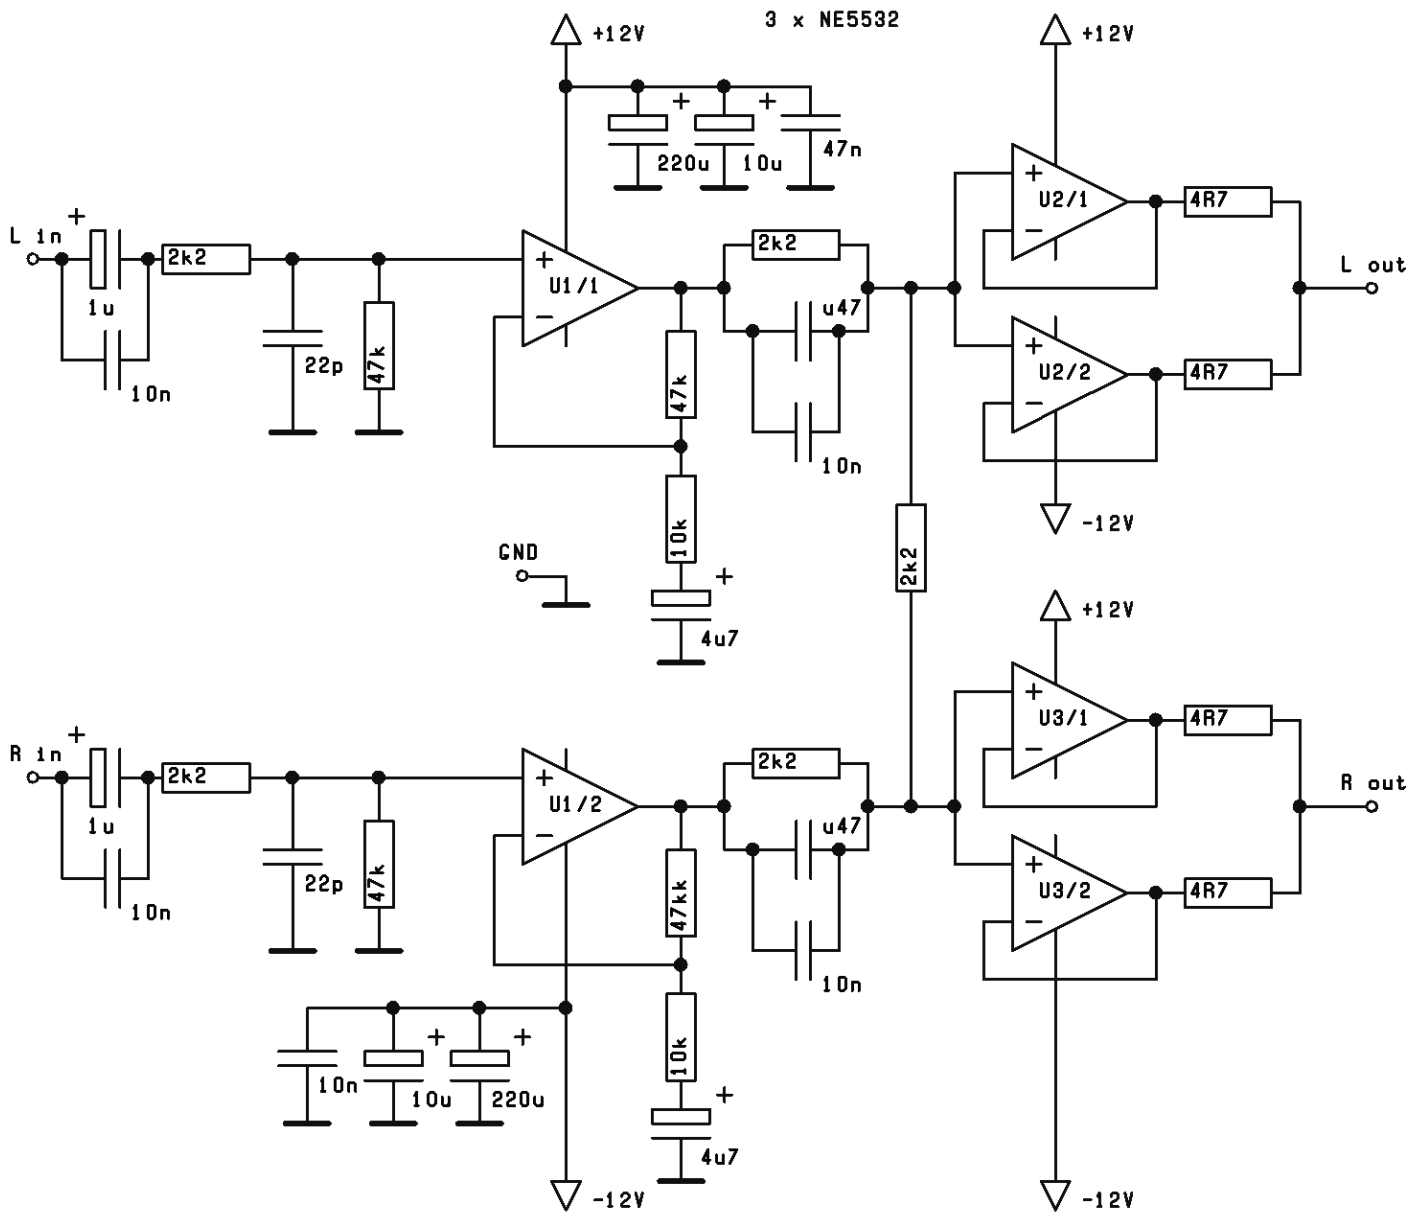 3 x NE5532
+12V
+12V
+
+
220u
10u
47n
+
L in
1u
10n
2k2
22p
47k
+
U1/1
−
2k2
u47
10n
47k
10k
+
4u7
GND
+
U2/1
−
4R7
L out
+
U2/2
−
4R7
-12V
2k2
+12V
+
R in
1u
10n
2k2
22p
47k
+
U1/2
−
2k2
u47
10n
47kk
10k
+
4u7
+
U3/1
−
4R7
R out
+
U3/2
−
4R7
+
+
10n
10u
220u
-12V
-12V